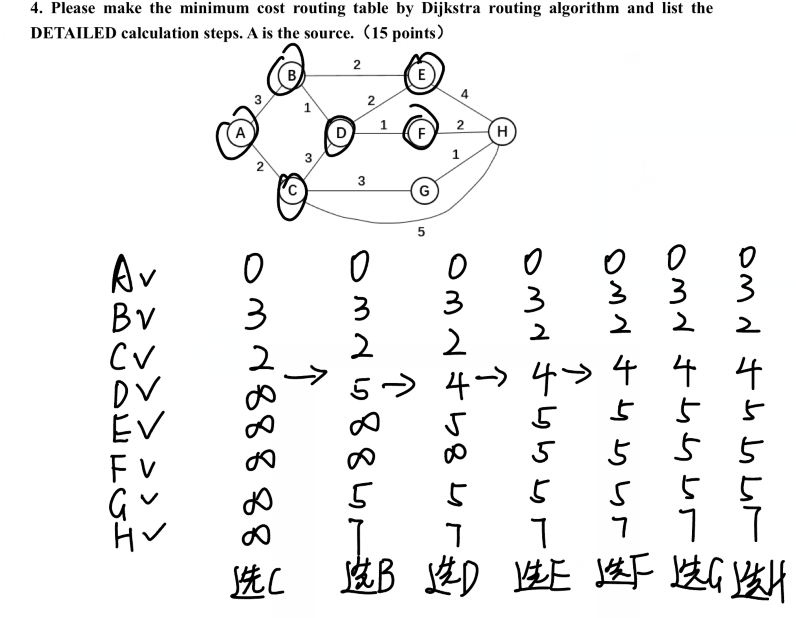 4. Please make the minimum cost routing table by Dijkstra routing algorithm and list the
DETAILED calculation steps. A is the source.（15 points）
B 2 E
3 1 2 4
A D 1 F 2 H
2 3 1
C 3 G
5
A√ 0 0 0 0 0 0 0
B√ 3 3 3 3 3 3 3
C√ 2 2 2 2 2 2 2
D√ ∞ → 5 → 4 → 4 → 4 4 4
E√ ∞ ∞ 5 5 5 5 5
F√ ∞ ∞ ∞ 5 5 5 5
G√ ∞ 5 5 5 5 5 5
H√ ∞ 7 7 7 7 7 7
选C 选B 选D 选E 选F 选G 选H